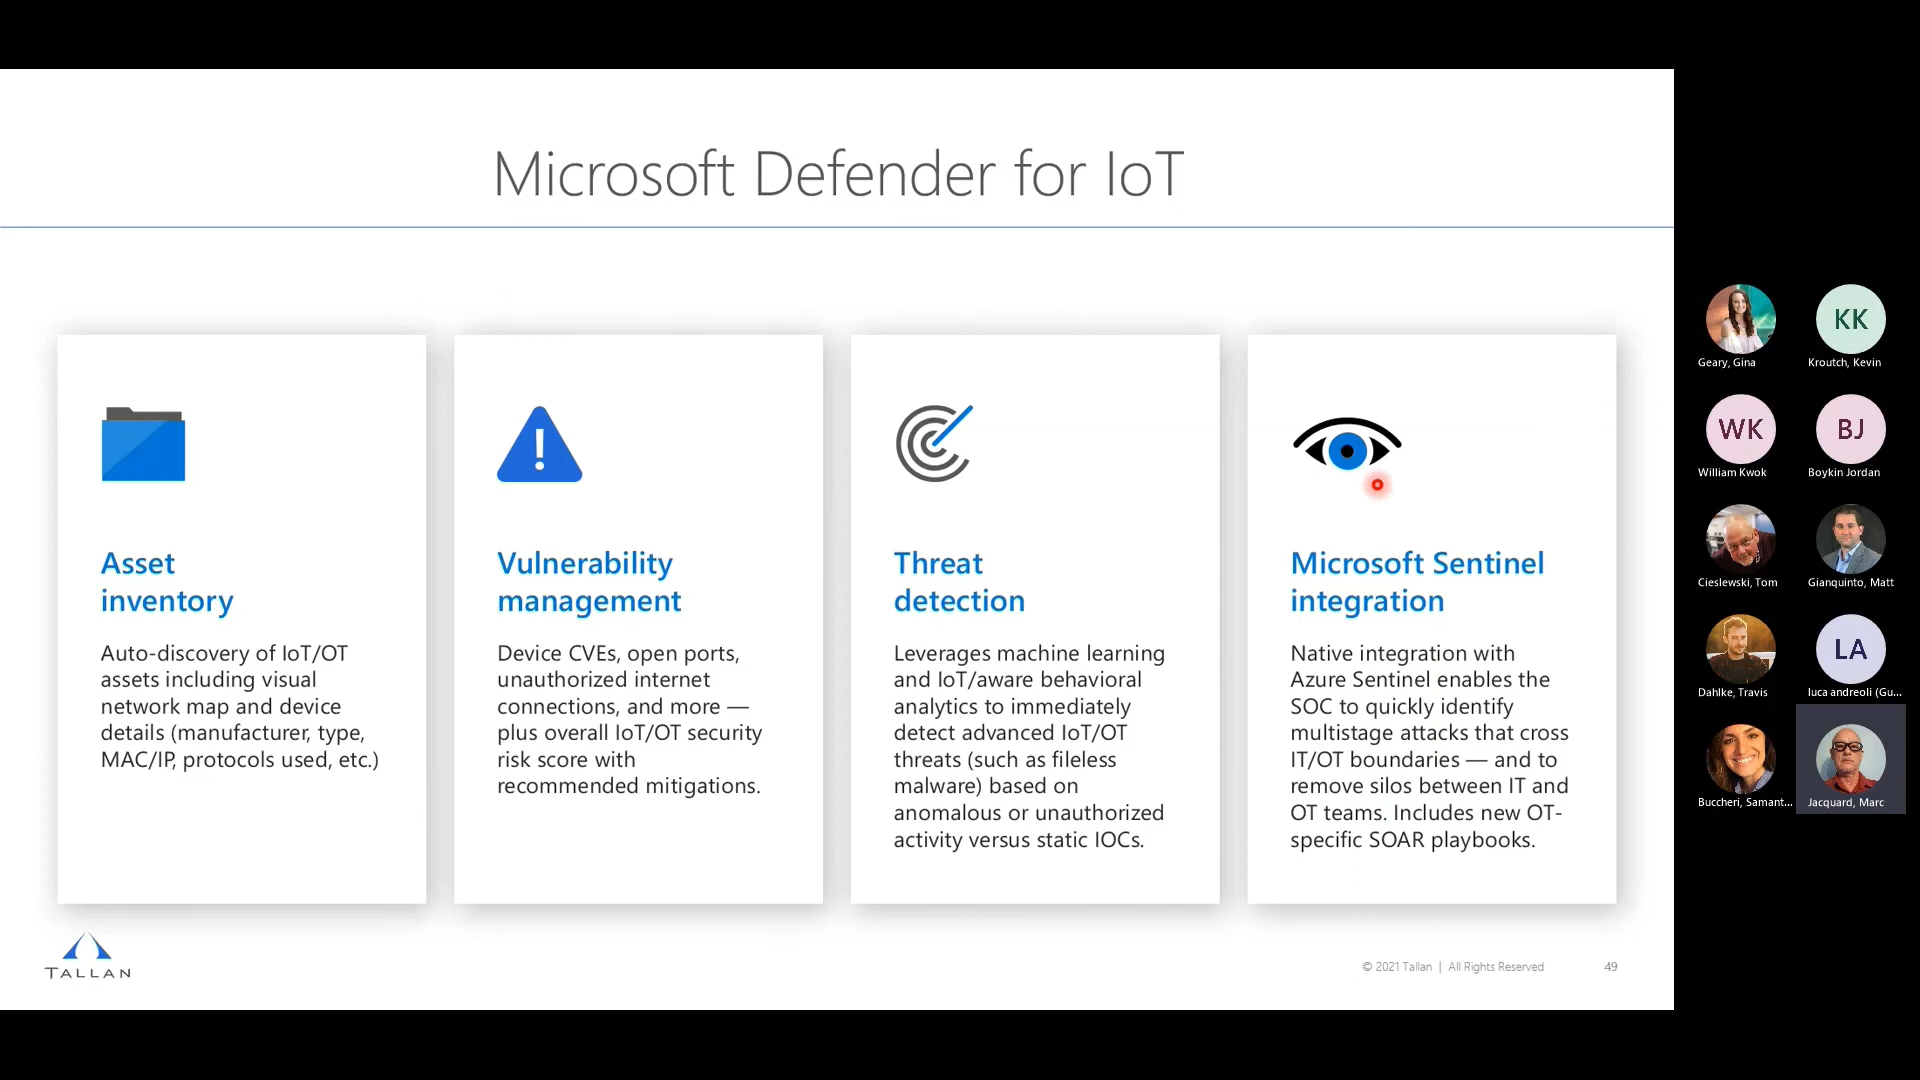 Microsoft Defender for IoT
Asset
inventory
Auto-discovery of IoT/OT
assets including visual
network map and device
details (manufacturer, type,
MAC/IP, protocols used, etc.)
Vulnerability
management
Device CVEs, open ports,
unauthorized internet
connections, and more —
plus overall IoT/OT security
risk score with
recommended mitigations.
Threat
detection
Leverages machine learning
and IoT/aware behavioral
analytics to immediately
detect advanced IoT/OT
threats (such as fileless
malware) based on
anomalous or unauthorized
activity versus static IOCs.
Microsoft Sentinel
integration
Native integration with
Azure Sentinel enables the
SOC to quickly identify
multistage attacks that cross
IT/OT boundaries — and to
remove silos between IT and
OT teams. Includes new OT-
specific SOAR playbooks.
TALLAN
© 2021 Tallan | All Rights Reserved
49
Geary, Gina
KK
Kroutch, Kevin
WK
William Kwok
BJ
Boykin Jordan
Cieslewski, Tom
Gianquinto, Matt
Dahlke, Travis
LA
luca andreoli (Gu...
Buccheri, Samant...
Jacquard, Marc